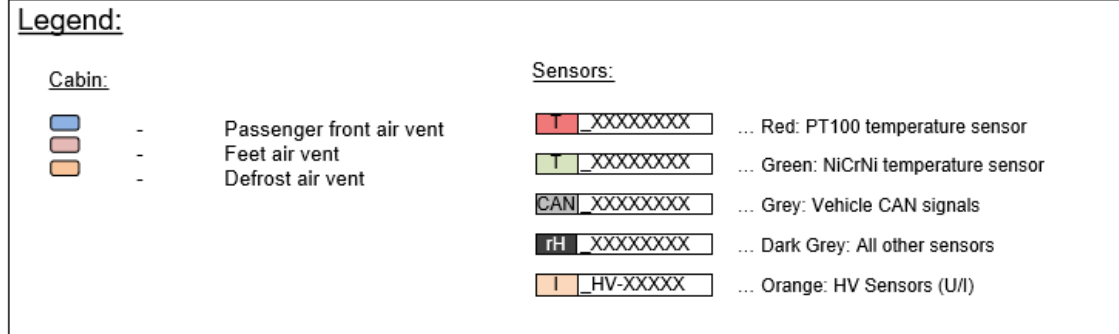 Legend:
Cabin:
- Passenger front air vent
- Feet air vent
- Defrost air vent
Sensors:
T _XXXXXXXX ... Red: PT100 temperature sensor
T _XXXXXXXX ... Green: NiCrNi temperature sensor
CAN _XXXXXXXX ... Grey: Vehicle CAN signals
rH _XXXXXXXX ... Dark Grey: All other sensors
I _HV-XXXXX ... Orange: HV Sensors (U/I)